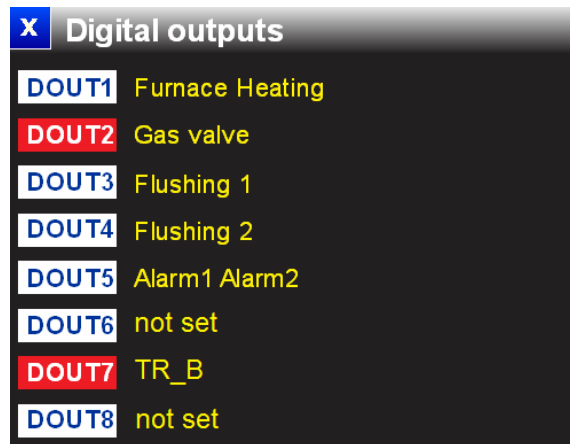 X Digital outputs
DOUT1 Furnace Heating
DOUT2 Gas valve
DOUT3 Flushing 1
DOUT4 Flushing 2
DOUT5 Alarm1 Alarm2
DOUT6 not set
DOUT7 TR_B
DOUT8 not set